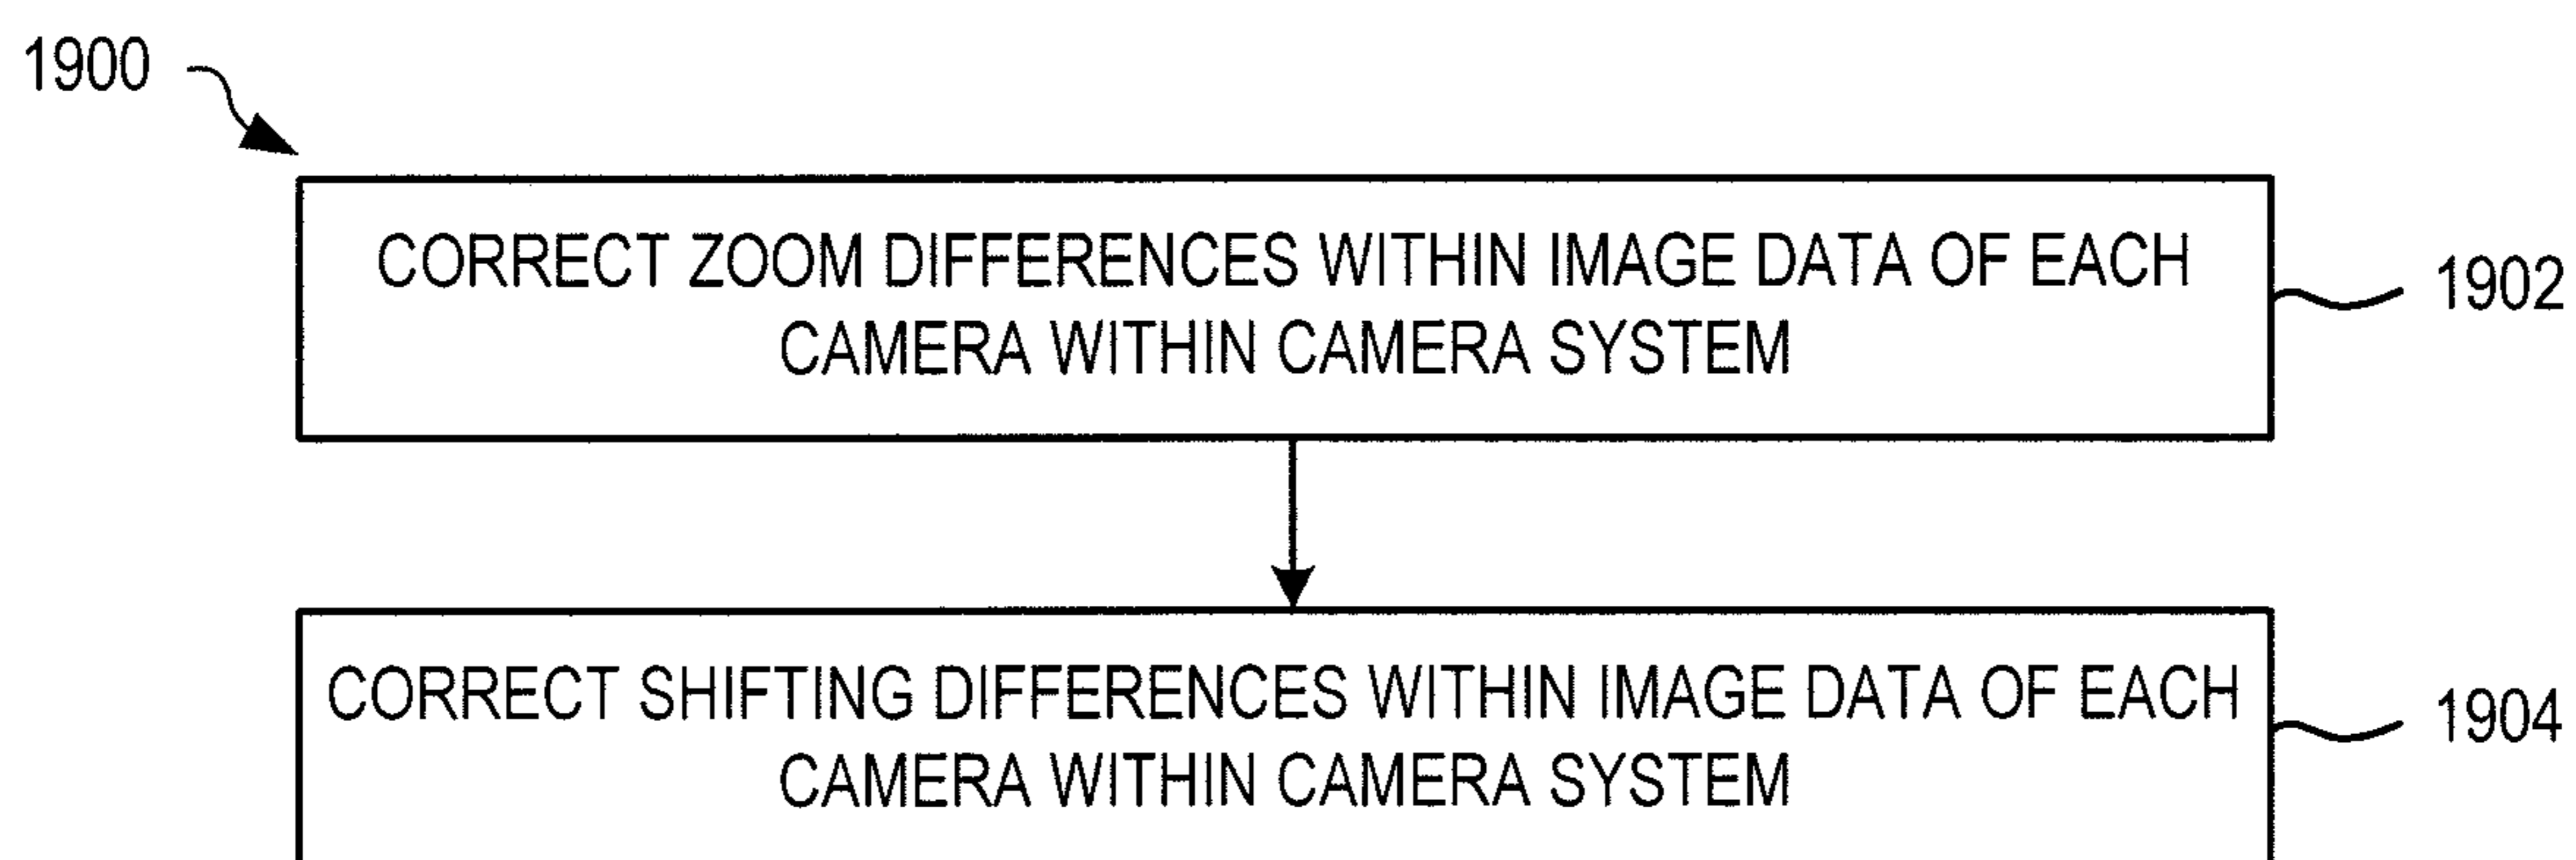 1900
CORRECT ZOOM DIFFERENCES WITHIN IMAGE DATA OF EACH
CAMERA WITHIN CAMERA SYSTEM
1902
CORRECT SHIFTING DIFFERENCES WITHIN IMAGE DATA OF EACH
CAMERA WITHIN CAMERA SYSTEM
1904